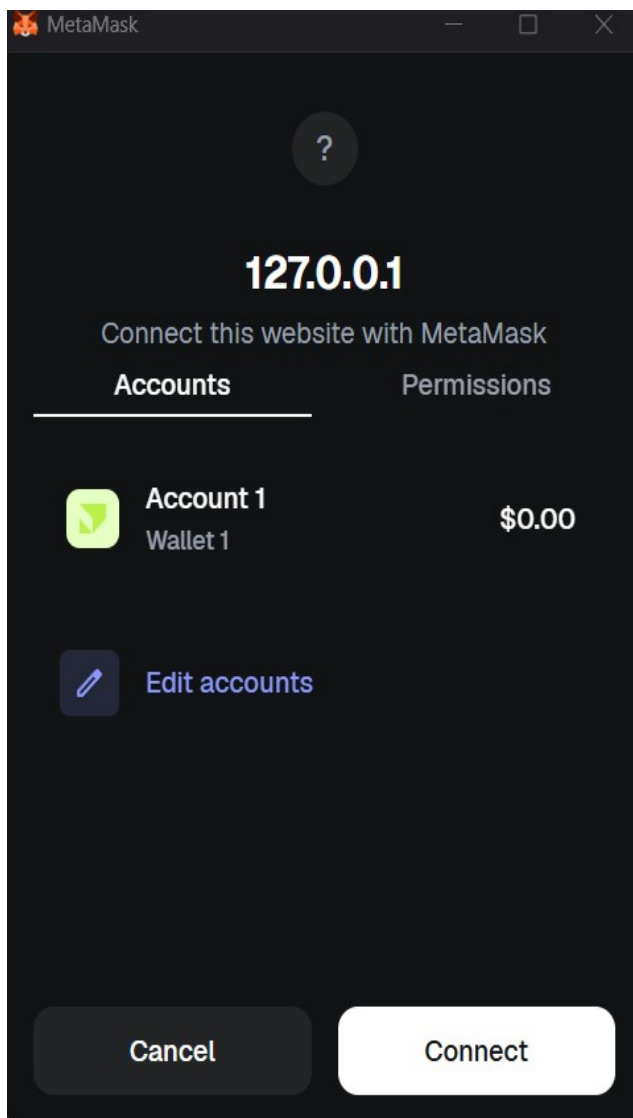 MetaMask
?
127.0.0.1
Connect this website with MetaMask
Accounts Permissions
Account 1
Wallet 1
$0.00
Edit accounts
Cancel Connect